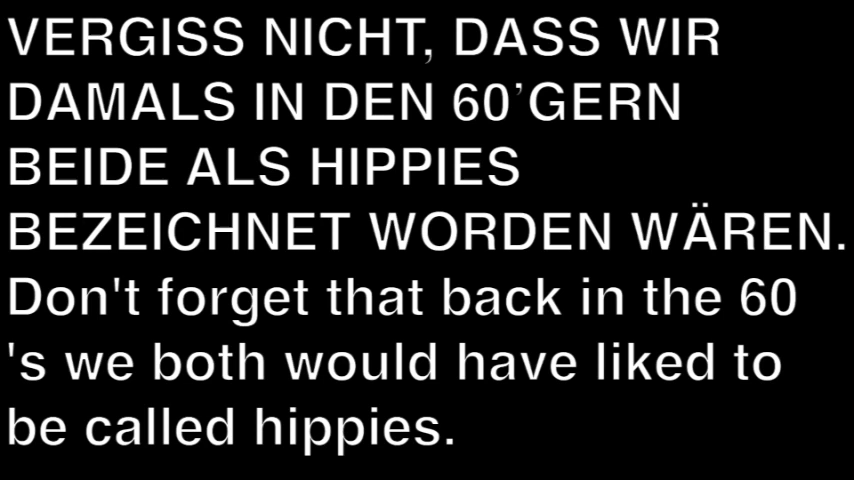 VERGISS NICHT, DASS WIR
DAMALS IN DEN 60’GERN
BEIDE ALS HIPPIES
BEZEICHNET WORDEN WÄREN.
Don't forget that back in the 60
's we both would have liked to
be called hippies.